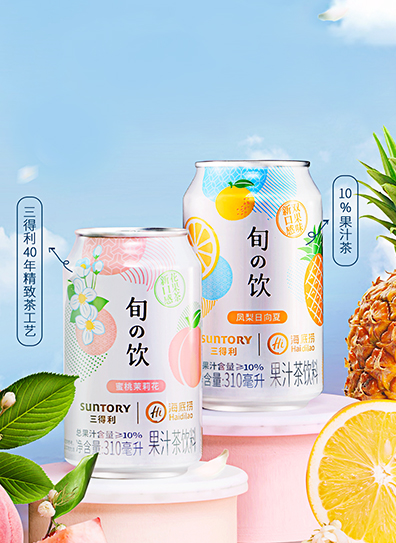 三得利40年精致茶工艺
10%果汁茶
旬の饮
蜜桃茉莉花
SUNTORY
三得利
Hi
海底捞
Haidilao
总果汁含量≥10%
净含量:310毫升
果汁茶饮料
旬の饮
凤梨日向夏
SUNTORY
三得利
Hi
海底捞
Haidilao
果汁含量≥10%
含量:310毫升
果汁茶饮料